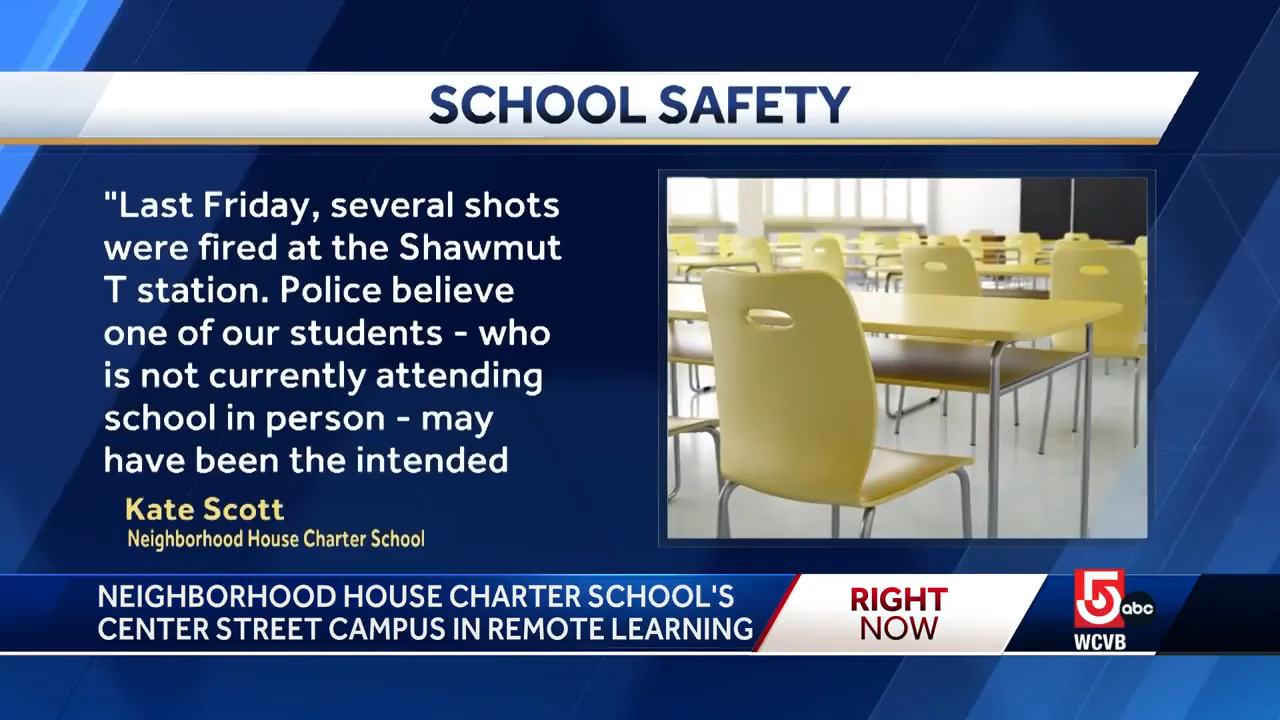 SCHOOL SAFETY
"Last Friday, several shots
were fired at the Shawmut
T station. Police believe
one of our students - who
is not currently attending
school in person - may
have been the intended
Kate Scott
Neighborhood House Charter School
NEIGHBORHOOD HOUSE CHARTER SCHOOL'S
CENTER STREET CAMPUS IN REMOTE LEARNING
RIGHT
NOW
5
abc
WCVB